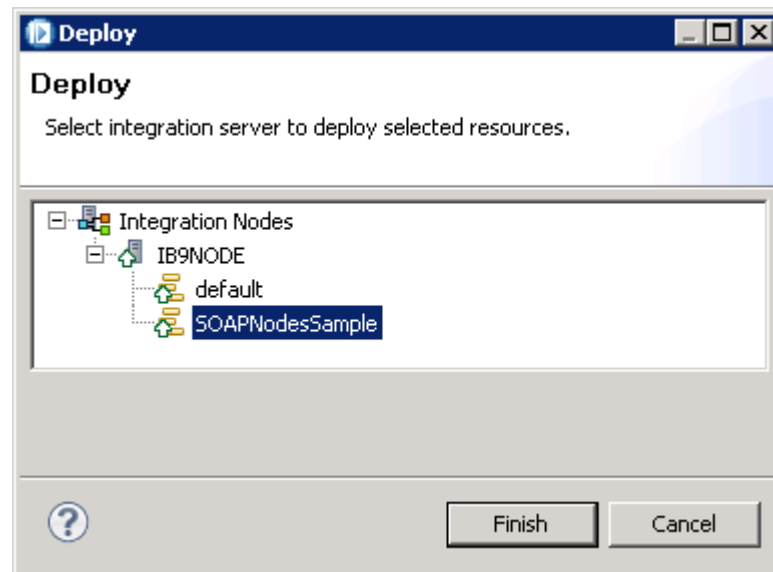 Deploy
Deploy
Select integration server to deploy selected resources.
Integration Nodes
IB9NODE
default
SOAPNodesSample
?
Finish
Cancel